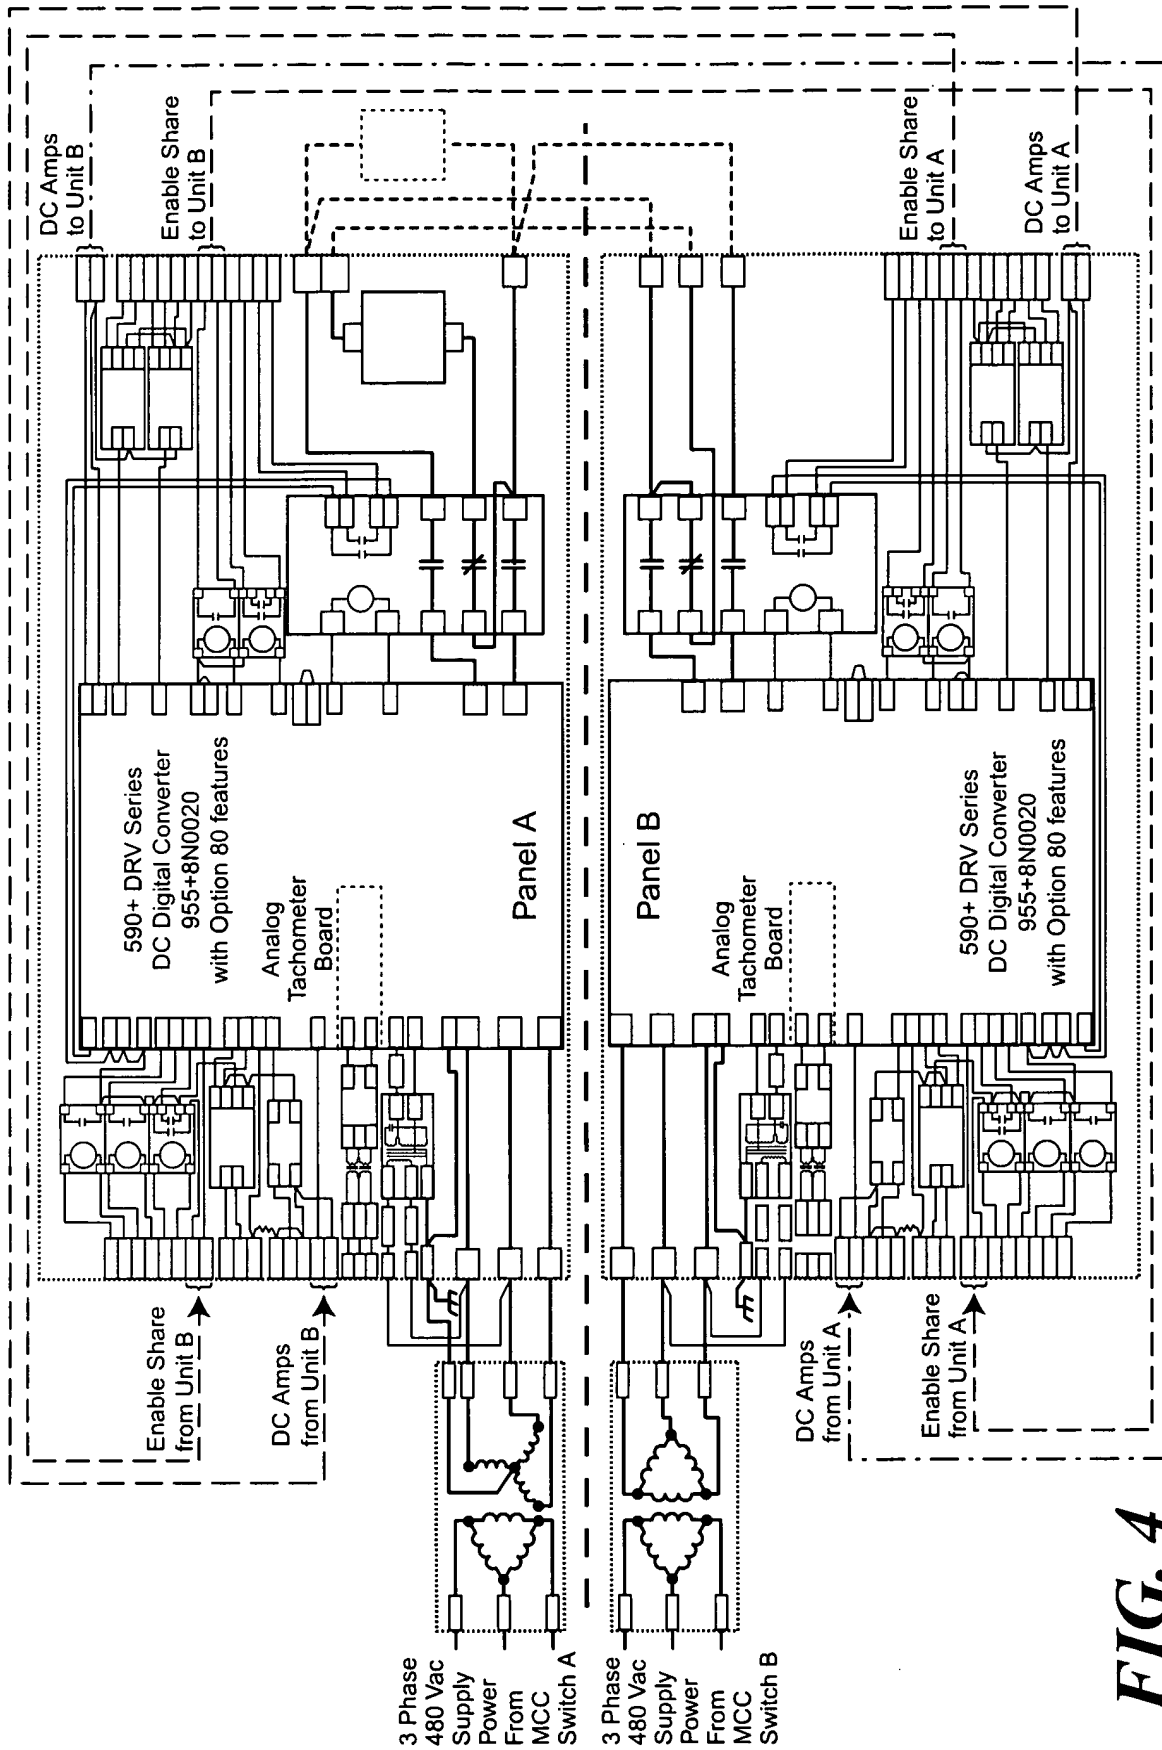 DC Amps
to Unit B
Enable Share
to Unit B
Enable Share
to Unit A
DC Amps
to Unit A
590+ DRV Series
DC Digital Converter
955+8N0020
with Option 80 features
Analog
Tachometer
Board
Panel A
Panel B
Analog
Tachometer
Board
590+ DRV Series
DC Digital Converter
955+8N0020
with Option 80 features
Enable Share
from Unit B
DC Amps
from Unit B
DC Amps
from Unit A
Enable Share
from Unit A
3 Phase
480 Vac
Supply
Power
From
MCC
Switch A
3 Phase
480 Vac
Supply
Power
From
MCC
Switch B
FIG. 4